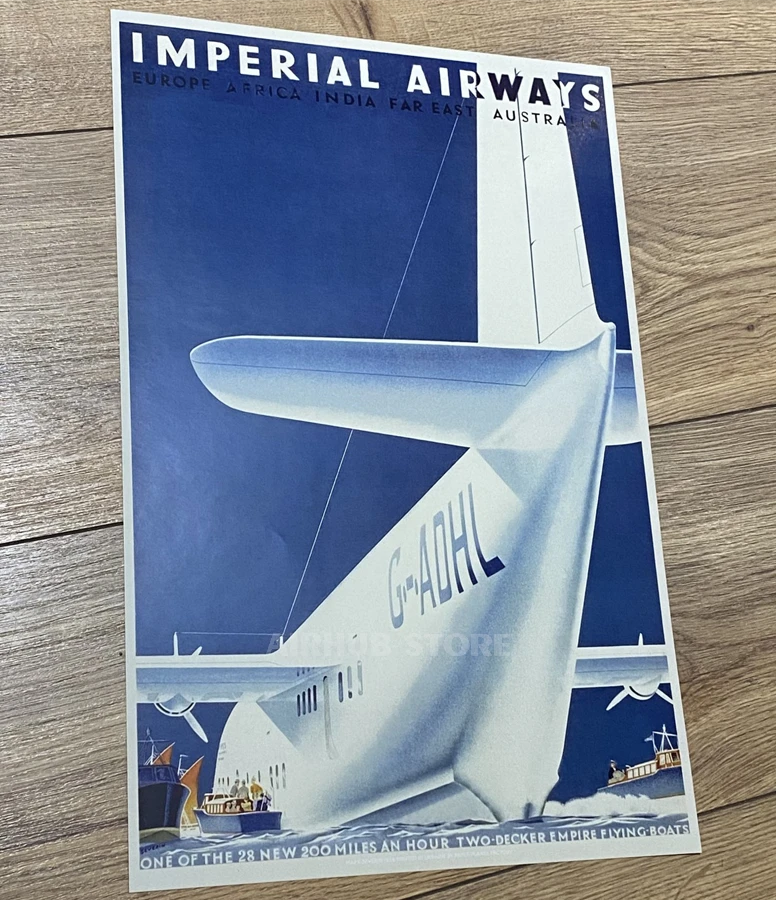 IMPERIAL AIRWAYS
EUROPE AFRICA INDIA FAR EAST AUSTRALIA
G-ADHL
AIRHUB STORE
ONE OF THE 28 NEW 200 MILES AN HOUR TWO-DECKER EMPIRE FLYING-BOATS